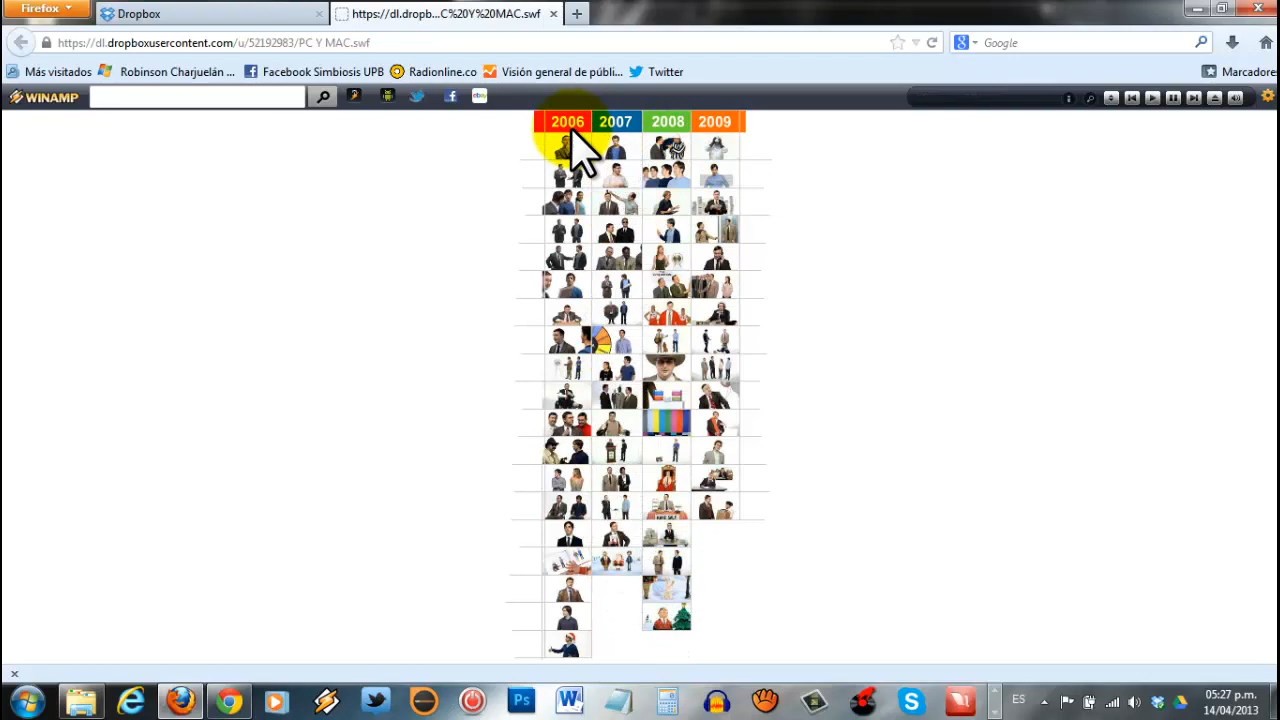 Firefox
Dropbox
https://dl.dropb...C%20Y%20MAC.swf
https://dl.dropboxusercontent.com/u/52192983/PC Y MAC.swf
Google
Más visitados
Robinson Charjuelán ...
Facebook Simbiosis UPB
Radionline.co
Visión general de públi...
Twitter
Marcadores
WINAMP
ebay
2006 2007 2008 2009
ES
05:27 p.m.
14/04/2013